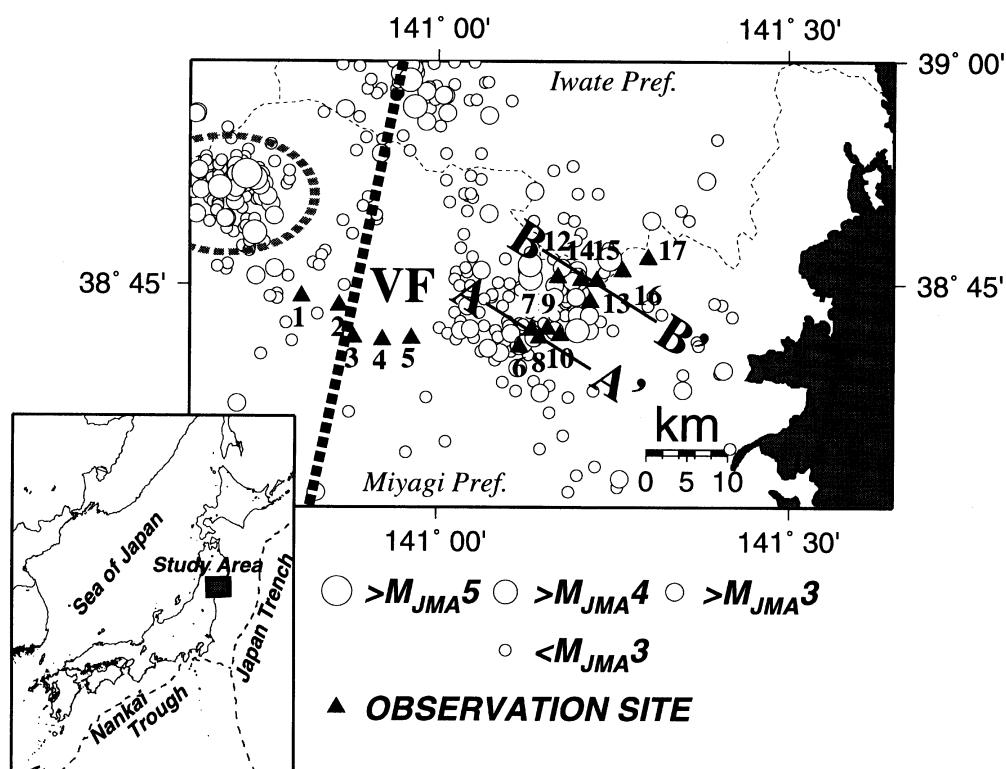 141° 00' 141° 30'
Iwate Pref.
39° 00'
B 12 14 15 17
38° 45' VF A 7 9 13 16 38° 45'
1 2 3 4 5 6 8 10 B'
A'
km
0 5 10
Miyagi Pref.
141° 00' 141° 30'
Sea of Japan
Study Area
Japan Trench
Nankai
Trough
>MJMA5 >MJMA4 >MJMA3
<MJMA3
OBSERVATION SITE